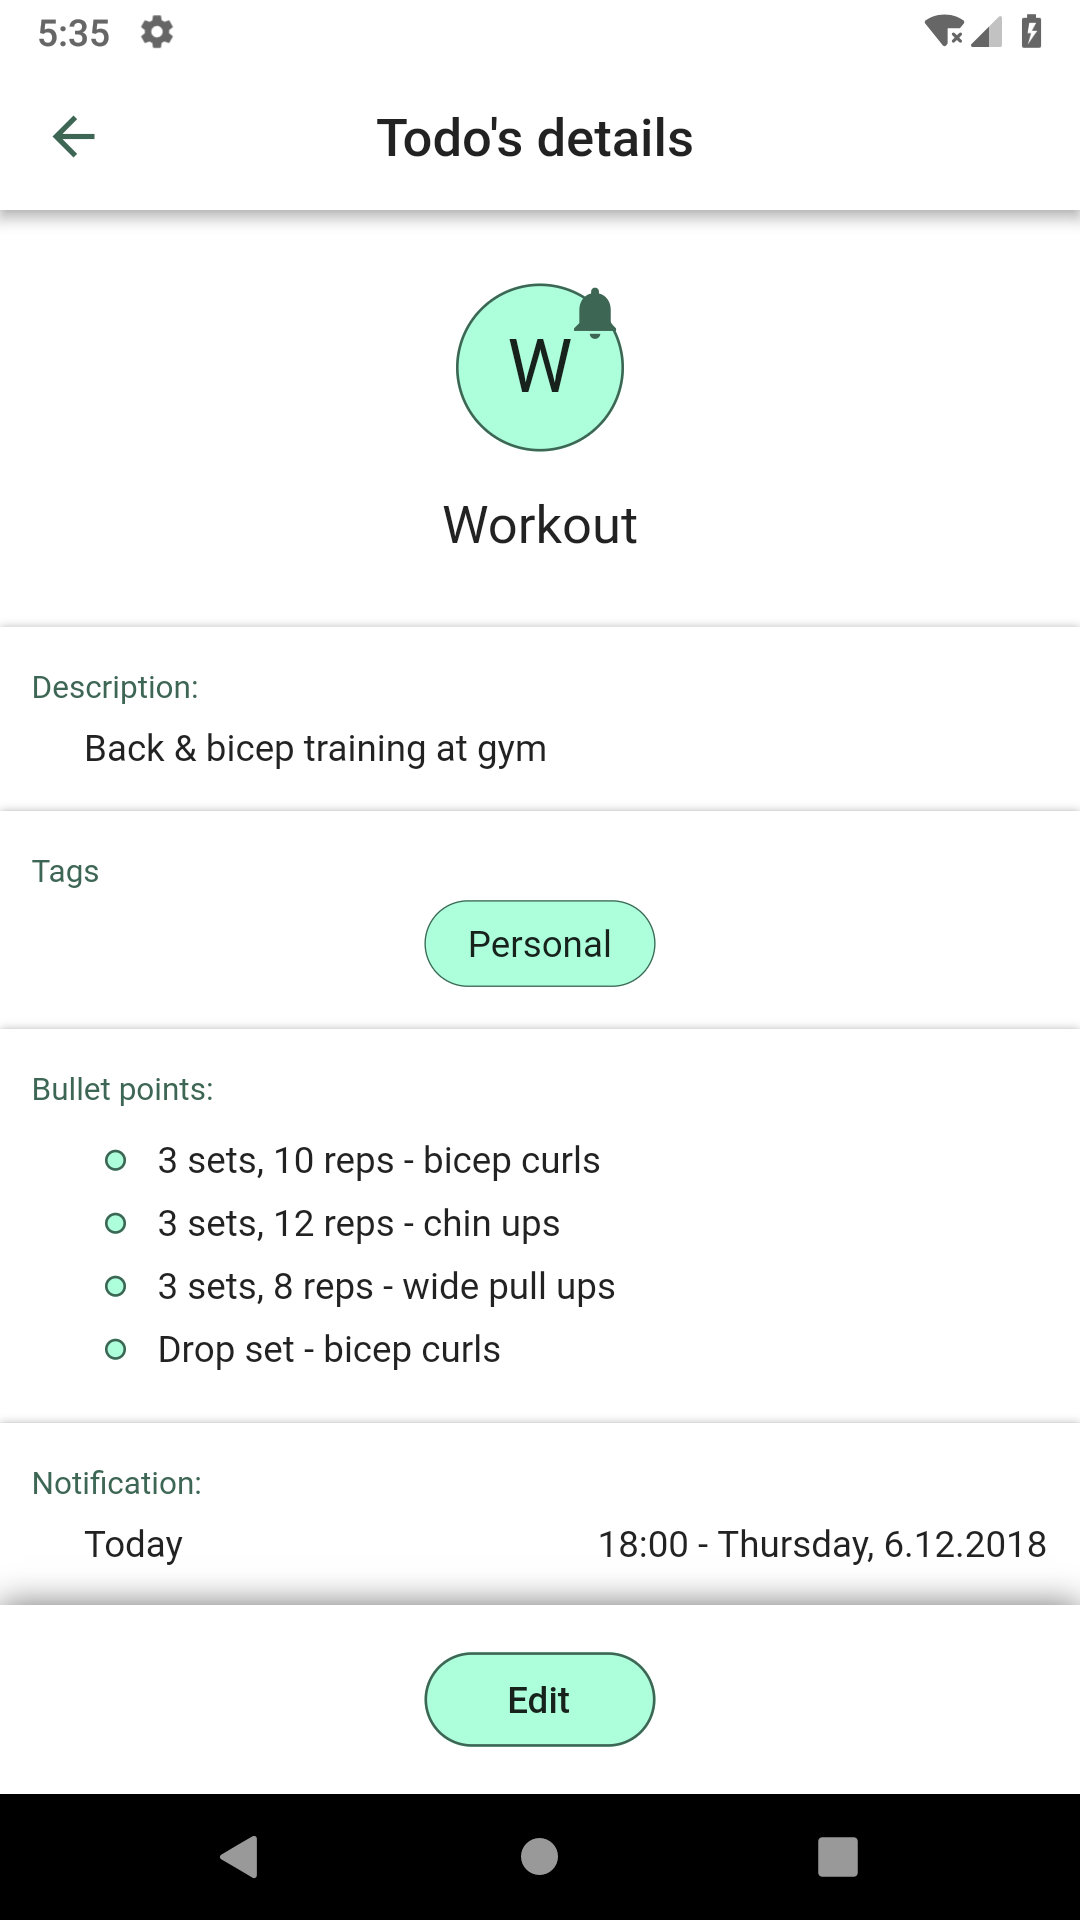 5:35
Todo's details
W
Workout
Description:
Back & bicep training at gym
Tags
Personal
Bullet points:
3 sets, 10 reps - bicep curls
3 sets, 12 reps - chin ups
3 sets, 8 reps - wide pull ups
Drop set - bicep curls
Notification:
Today 18:00 - Thursday, 6.12.2018
Edit